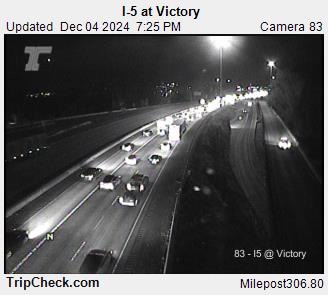 I-5 at Victory
Updated  Dec 04 2024  7:25 PM    Camera 83
T
N
83 - I5 @ Victory
TripCheck.com    Milepost306.80